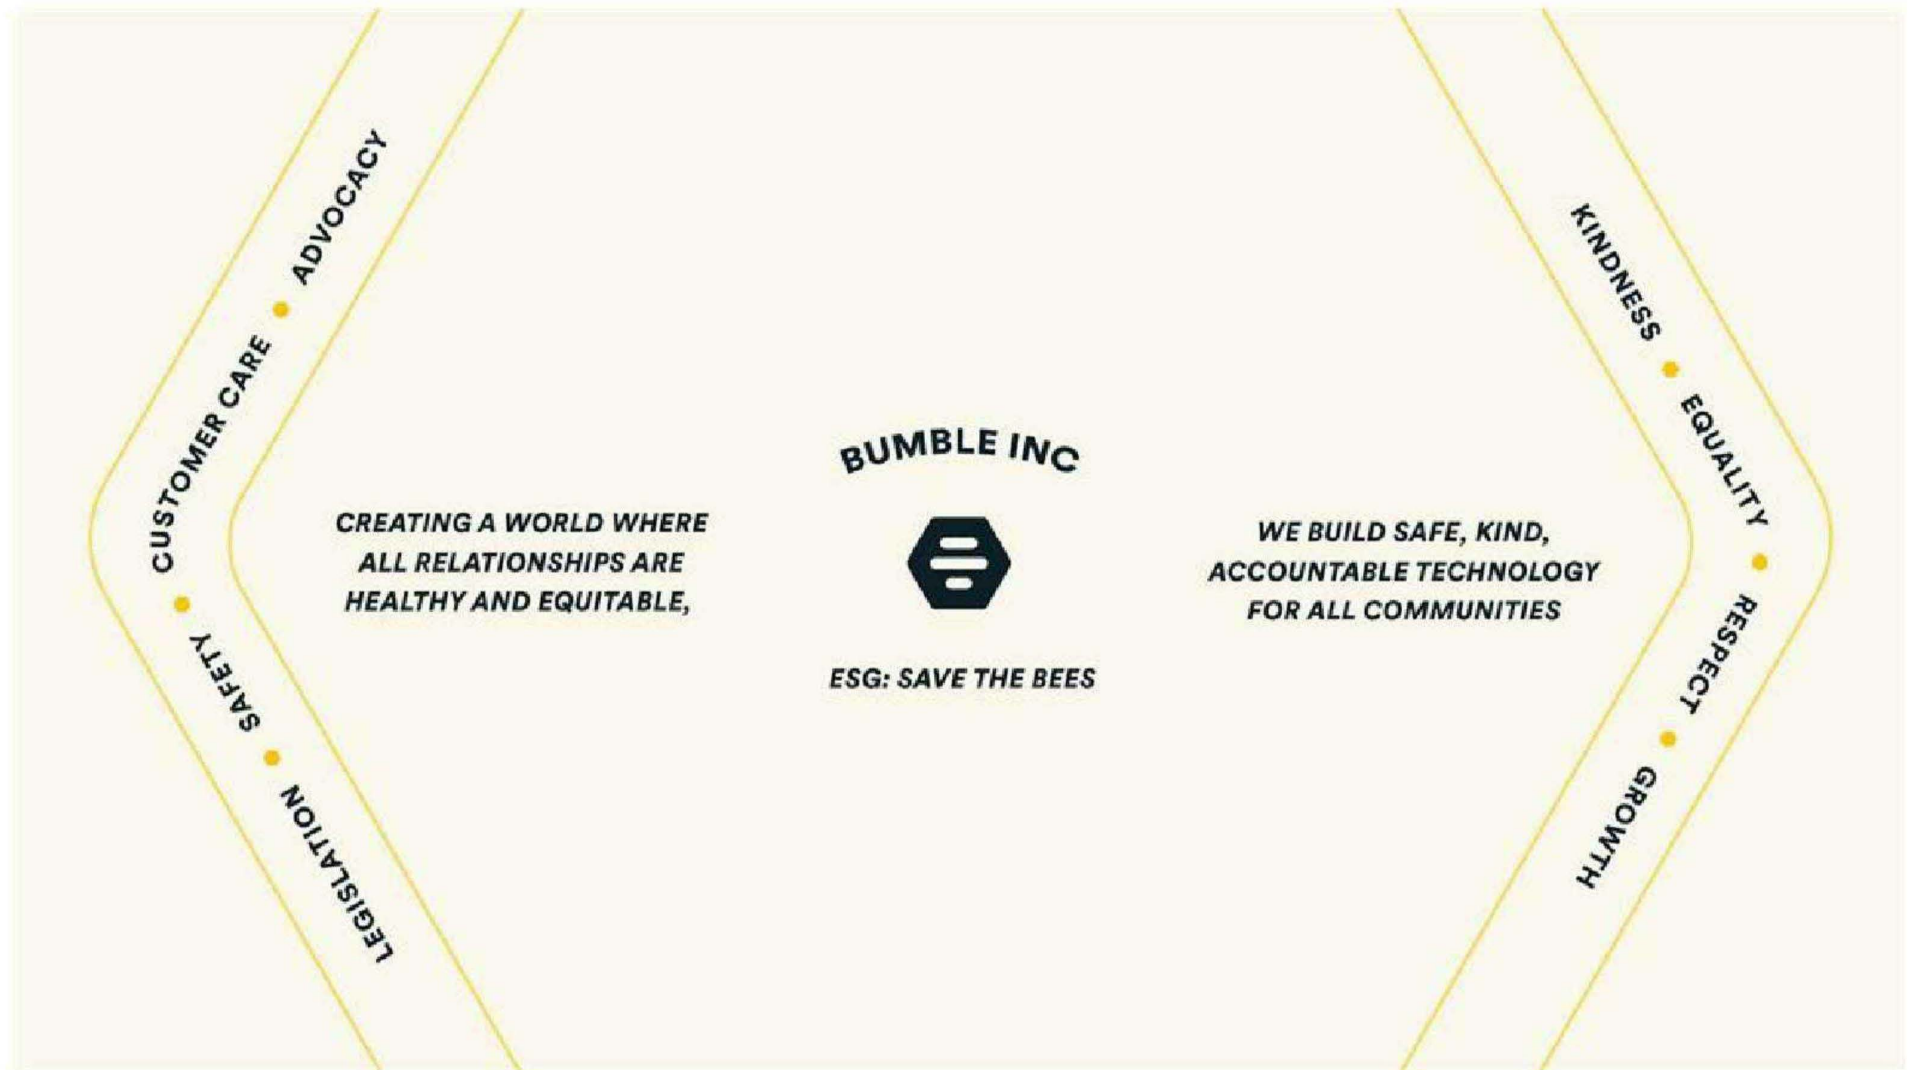 ADVOCACY
CUSTOMER CARE
SAFETY
LEGISLATION
CREATING A WORLD WHERE
ALL RELATIONSHIPS ARE
HEALTHY AND EQUITABLE,
BUMBLE INC
ESG: SAVE THE BEES
WE BUILD SAFE, KIND,
ACCOUNTABLE TECHNOLOGY
FOR ALL COMMUNITIES
KINDNESS
EQUALITY
RESPECT
GROWTH